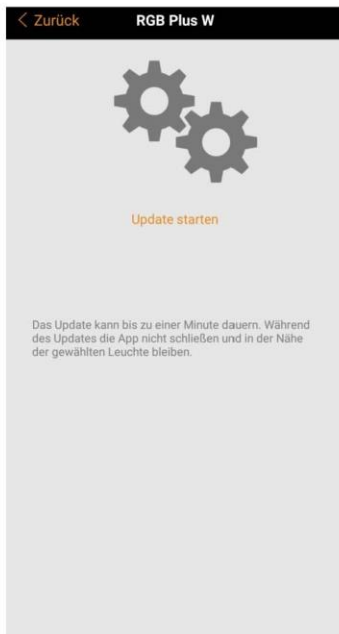 < Zurück RGB Plus W
Update starten
Das Update kann bis zu einer Minute dauern. Während
des Updates die App nicht schließen und in der Nähe
der gewählten Leuchte bleiben.